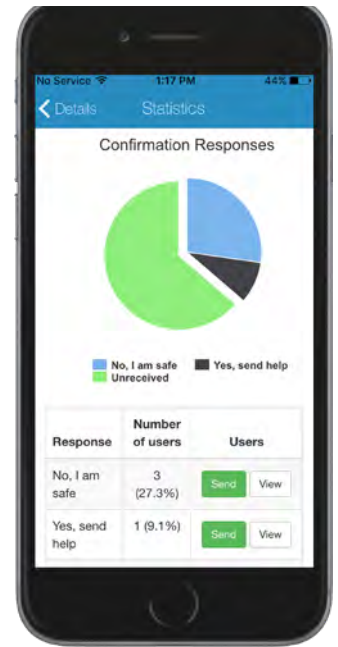 No Service 1:17 PM 44%
Details Statistics
Confirmation Responses
No, I am safe Yes, send help
Unreceived
Response Number of users Users
No, I am safe 3 (27.3%) Send View
Yes, send help 1 (9.1%) Send View